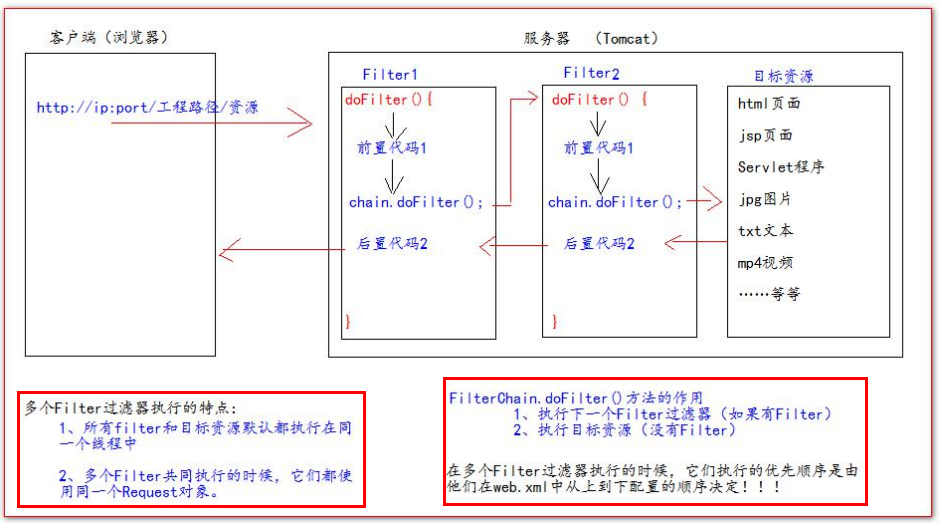 客户端（浏览器）
服务器 （Tomcat）
http://ip:port/工程路径/资源
Filter1
doFilter(){
前置代码1
chain.doFilter();
后置代码2
}
Filter2
doFilter() {
前置代码1
chain.doFilter();
后置代码2
}
目标资源
html页面
jsp页面
Servlet程序
jpg图片
txt文本
mp4视频
……等等
多个Filter过滤器执行的特点:
1、所有filter和目标资源默认都执行在同
一个线程中
2、多个Filter共同执行的时候，它们都使
用同一个Request对象。
FilterChain.doFilter()方法的作用
1、执行下一个Filter过滤器（如果有Filter）
2、执行目标资源（没有Filter）
在多个Filter过滤器执行的时候，它们执行的优先顺序是由
他们在web.xml中从上到下配置的顺序决定！！！